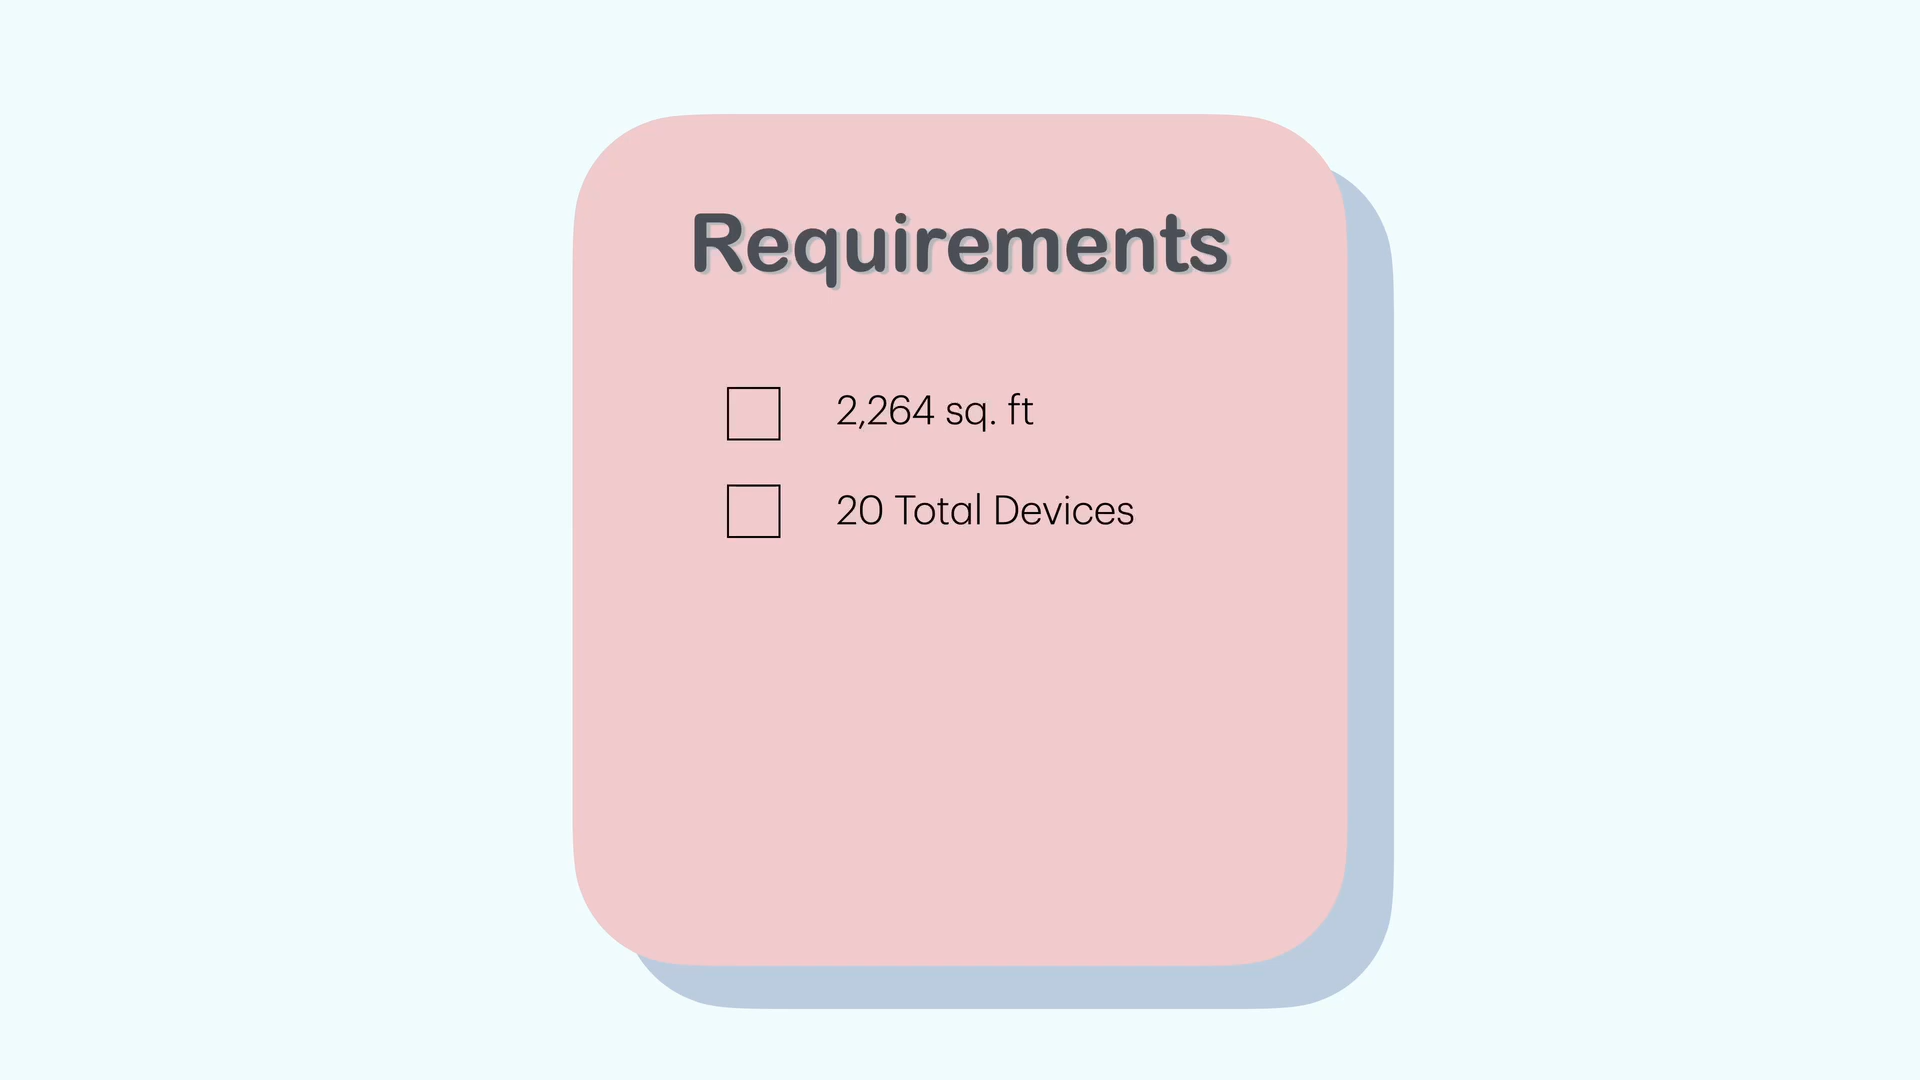 Requirements
2,264 sq. ft
20 Total Devices